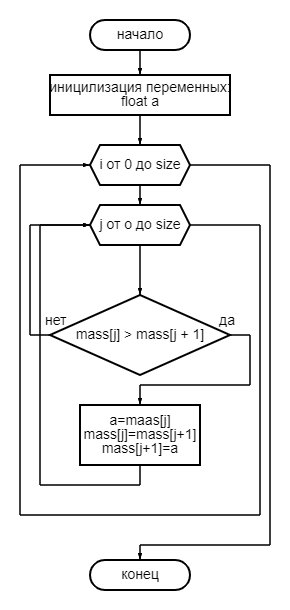 начало
иницилизация переменных:
float a
i от 0 до size
j от о до size
нет
да
mass[j] > mass[j + 1]
a=maas[j]
mass[j]=mass[j+1]
mass[j+1]=a
конец